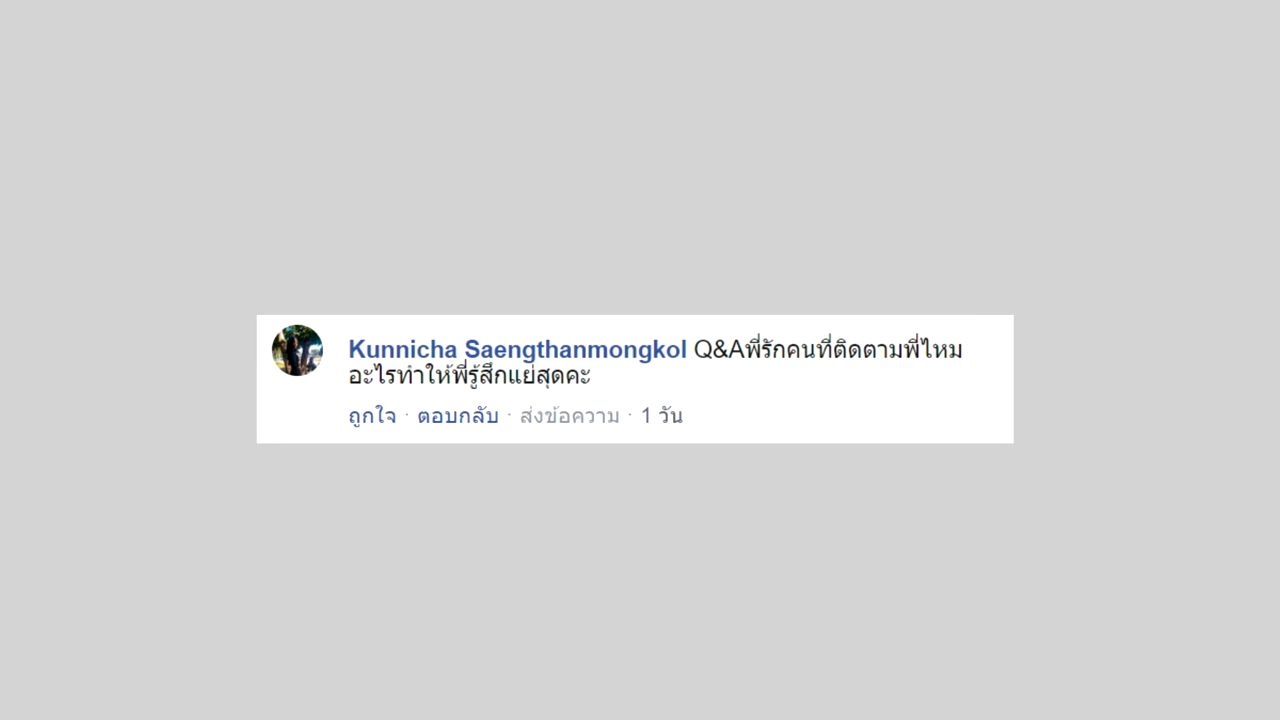 Kunnicha Saengthanmongkol Q&Aพี่รักคนที่ติดตามพี่ไหม
อะไรทำให้พี่รู้สึกแย่สุดคะ
ถูกใจ · ตอบกลับ · ส่งข้อความ · 1 วัน